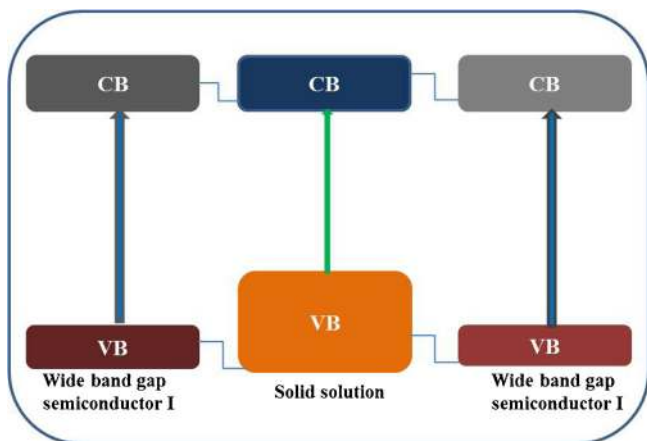 CB
CB
CB
VB
VB
VB
Wide band gap
semiconductor I
Solid solution
Wide band gap
semiconductor I